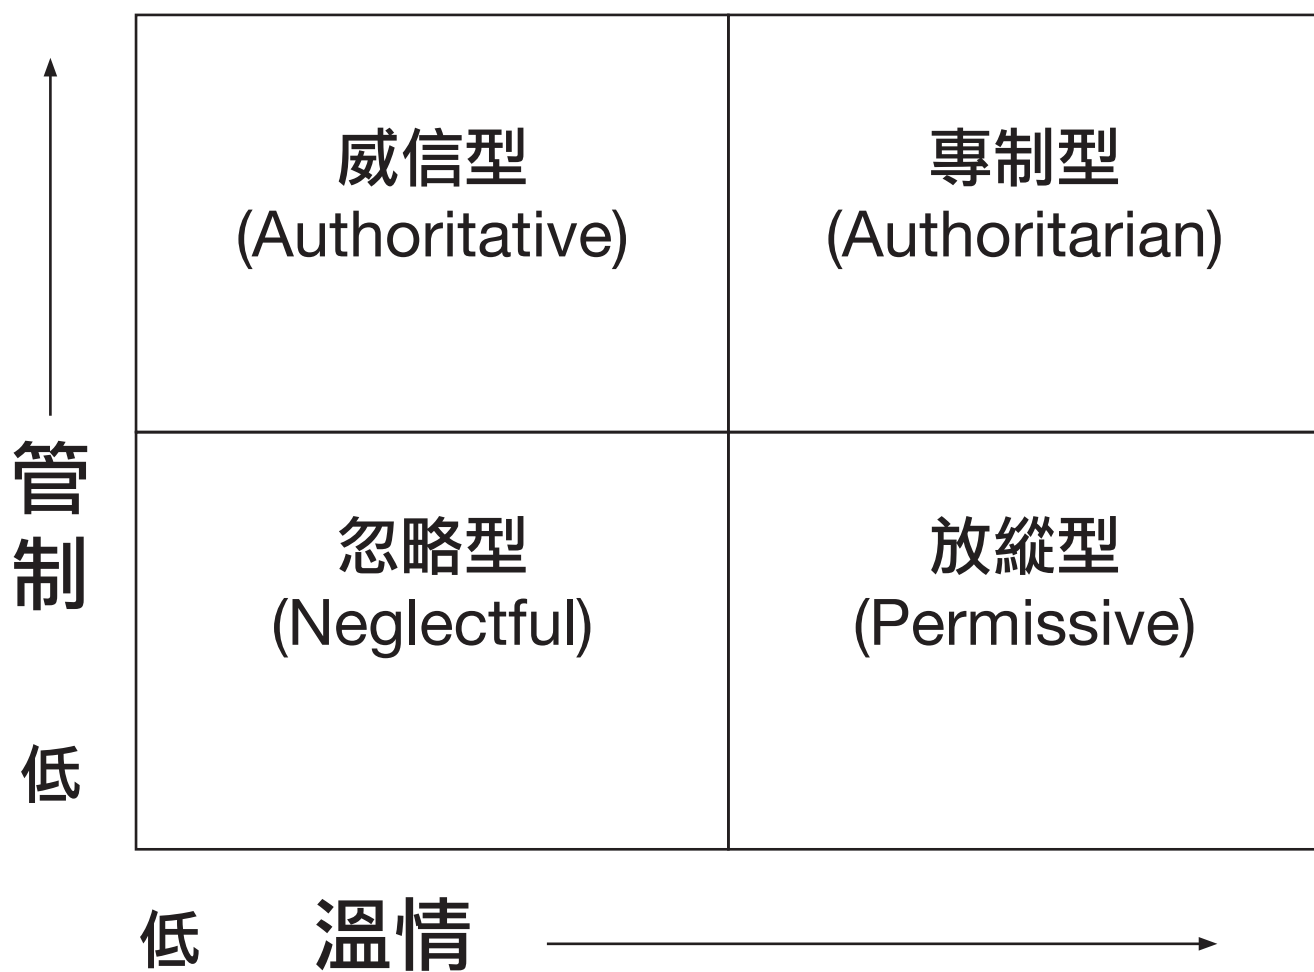 威信型
(Authoritative)
專制型
(Authoritarian)
管
制
忽略型
(Neglectful)
放縱型
(Permissive)
低
低
溫情